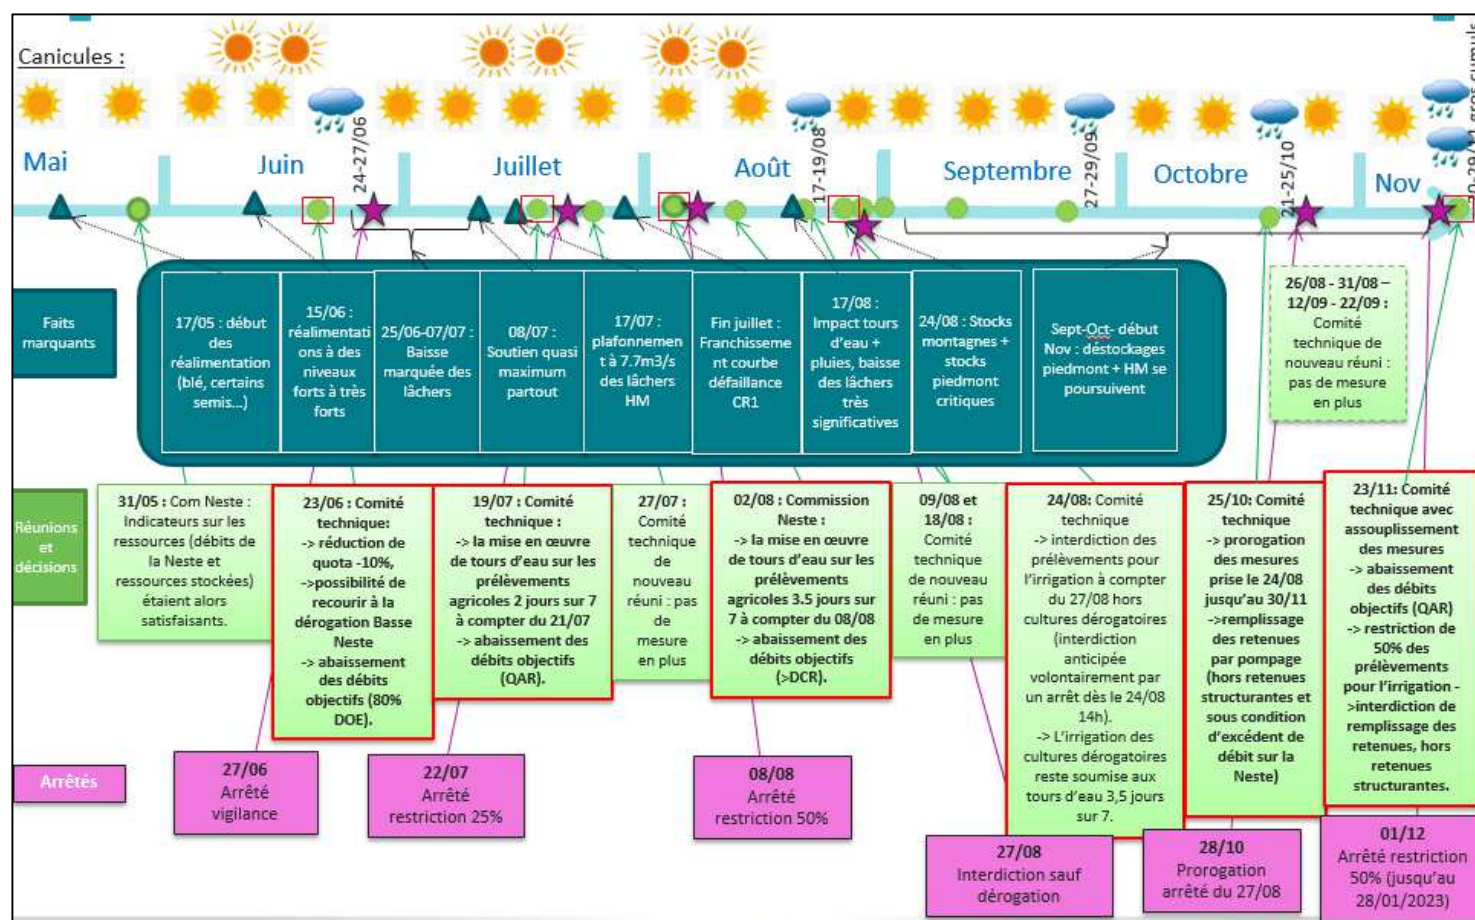 Canicules :
Mai
Juin
24-27/06
Juillet
Août
17-19/08
Septembre
27-29/09
Octobre
21-25/10
Nov
Faits
marquants
17/05 : début
des
réalimentation
(blé, certains
semis...)
15/06 :
réalimentati
ons à des
niveaux
forts à très
forts
25/06-07/07 :
Baisse
marquée des
lâchers
08/07 :
Soutien quasi
maximum
partout
17/07 :
plafonnemen
t à 7.7m3/s
des lâchers
HM
Fin juillet :
Franchisseme
nt courbe
défaillance
CR1
17/08 :
Impact tours
d'eau +
pluies, baisse
des lâchers
très
significatives
24/08 : Stocks
montagnes +
stocks
piedmont
critiques
Sept-Oct- début
Nov : déstockages
piedmont + HM se
poursuivent
26/08 - 31/08 –
12/09 - 22/09 :
Comité
technique de
nouveau réuni :
pas de mesure
en plus
Réunions
et
décisions
31/05 : Com Neste :
Indicateurs sur les
ressources (débits de
la Neste et
ressources stockées)
étaient alors
satisfaisants.
23/06 : Comité
technique:
-> réduction de
quota -10%,
->possibilité de
recourir à la
dérogation Basse
Neste
-> abaissement
des débits
objectifs (80%
DOE).
19/07 : Comité
technique :
-> la mise en œuvre
de tours d'eau sur les
prélèvements
agricoles 2 jours sur 7
à compter du 21/07
-> abaissement des
débits objectifs
(QAR).
27/07 :
Comité
technique
de
nouveau
réuni : pas
de
mesure
en plus
02/08 : Commission
Neste :
-> la mise en œuvre
de tours d'eau sur les
prélèvements
agricoles 3.5 jours sur
7 à compter du 08/08
-> abaissement des
débits objectifs
(>DCR).
09/08 et
18/08 :
Comité
technique
de nouveau
réuni : pas
de mesure
en plus
24/08: Comité
technique
-> interdiction des
prélèvements pour
l'irrigation à compter
du 27/08 hors
cultures dérogatoires
(interdiction
anticipée
volontairement par
un arrêt dès le 24/08
14h).
-> L'irrigation des
cultures dérogatoires
reste soumise aux
tours d'eau 3,5 jours
sur 7.
25/10: Comité
technique
-> prorogation
des mesures
prise le 24/08
jusqu'au 30/11
->remplissage
des retenues
par pompage
(hors retenues
structurantes et
sous condition
d'excédent de
débit sur la
Neste)
23/11: Comité
technique avec
assouplissement
des mesures
-> abaissement
des débits
objectifs (QAR)
-> restriction de
50% des
prélèvements
pour l'irrigation -
>interdiction de
remplissage des
retenues, hors
retenues
structurantes.
Arrêtés
27/06
Arrêté
vigilance
22/07
Arrêté
restriction 25%
08/08
Arrêté
restriction 50%
27/08
Interdiction sauf
dérogation
28/10
Prorogation
arrêté du 27/08
01/12
Arrêté restriction
50% (jusqu'au
28/01/2023)